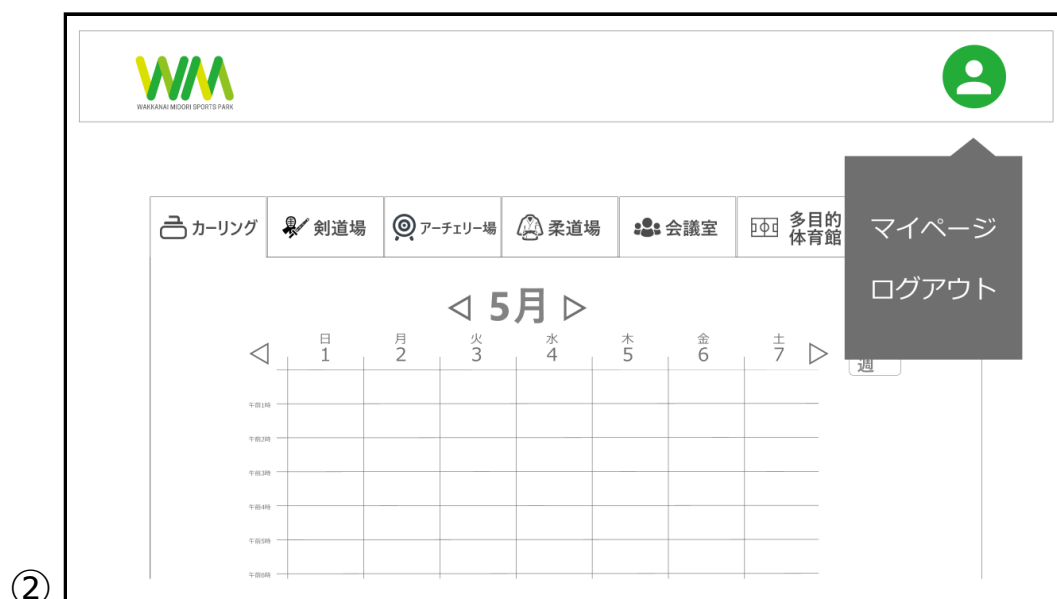 WAKKANAI MIDORI SPORTS PARK
マイページ
ログアウト
カーリング
剣道場
アーチェリー場
柔道場
会議室
多目的
体育館
5月
日 月 火 水 木 金 土
1 2 3 4 5 6 7
週
午前1時
午前2時
午前3時
午前4時
午前5時
午前6時
②